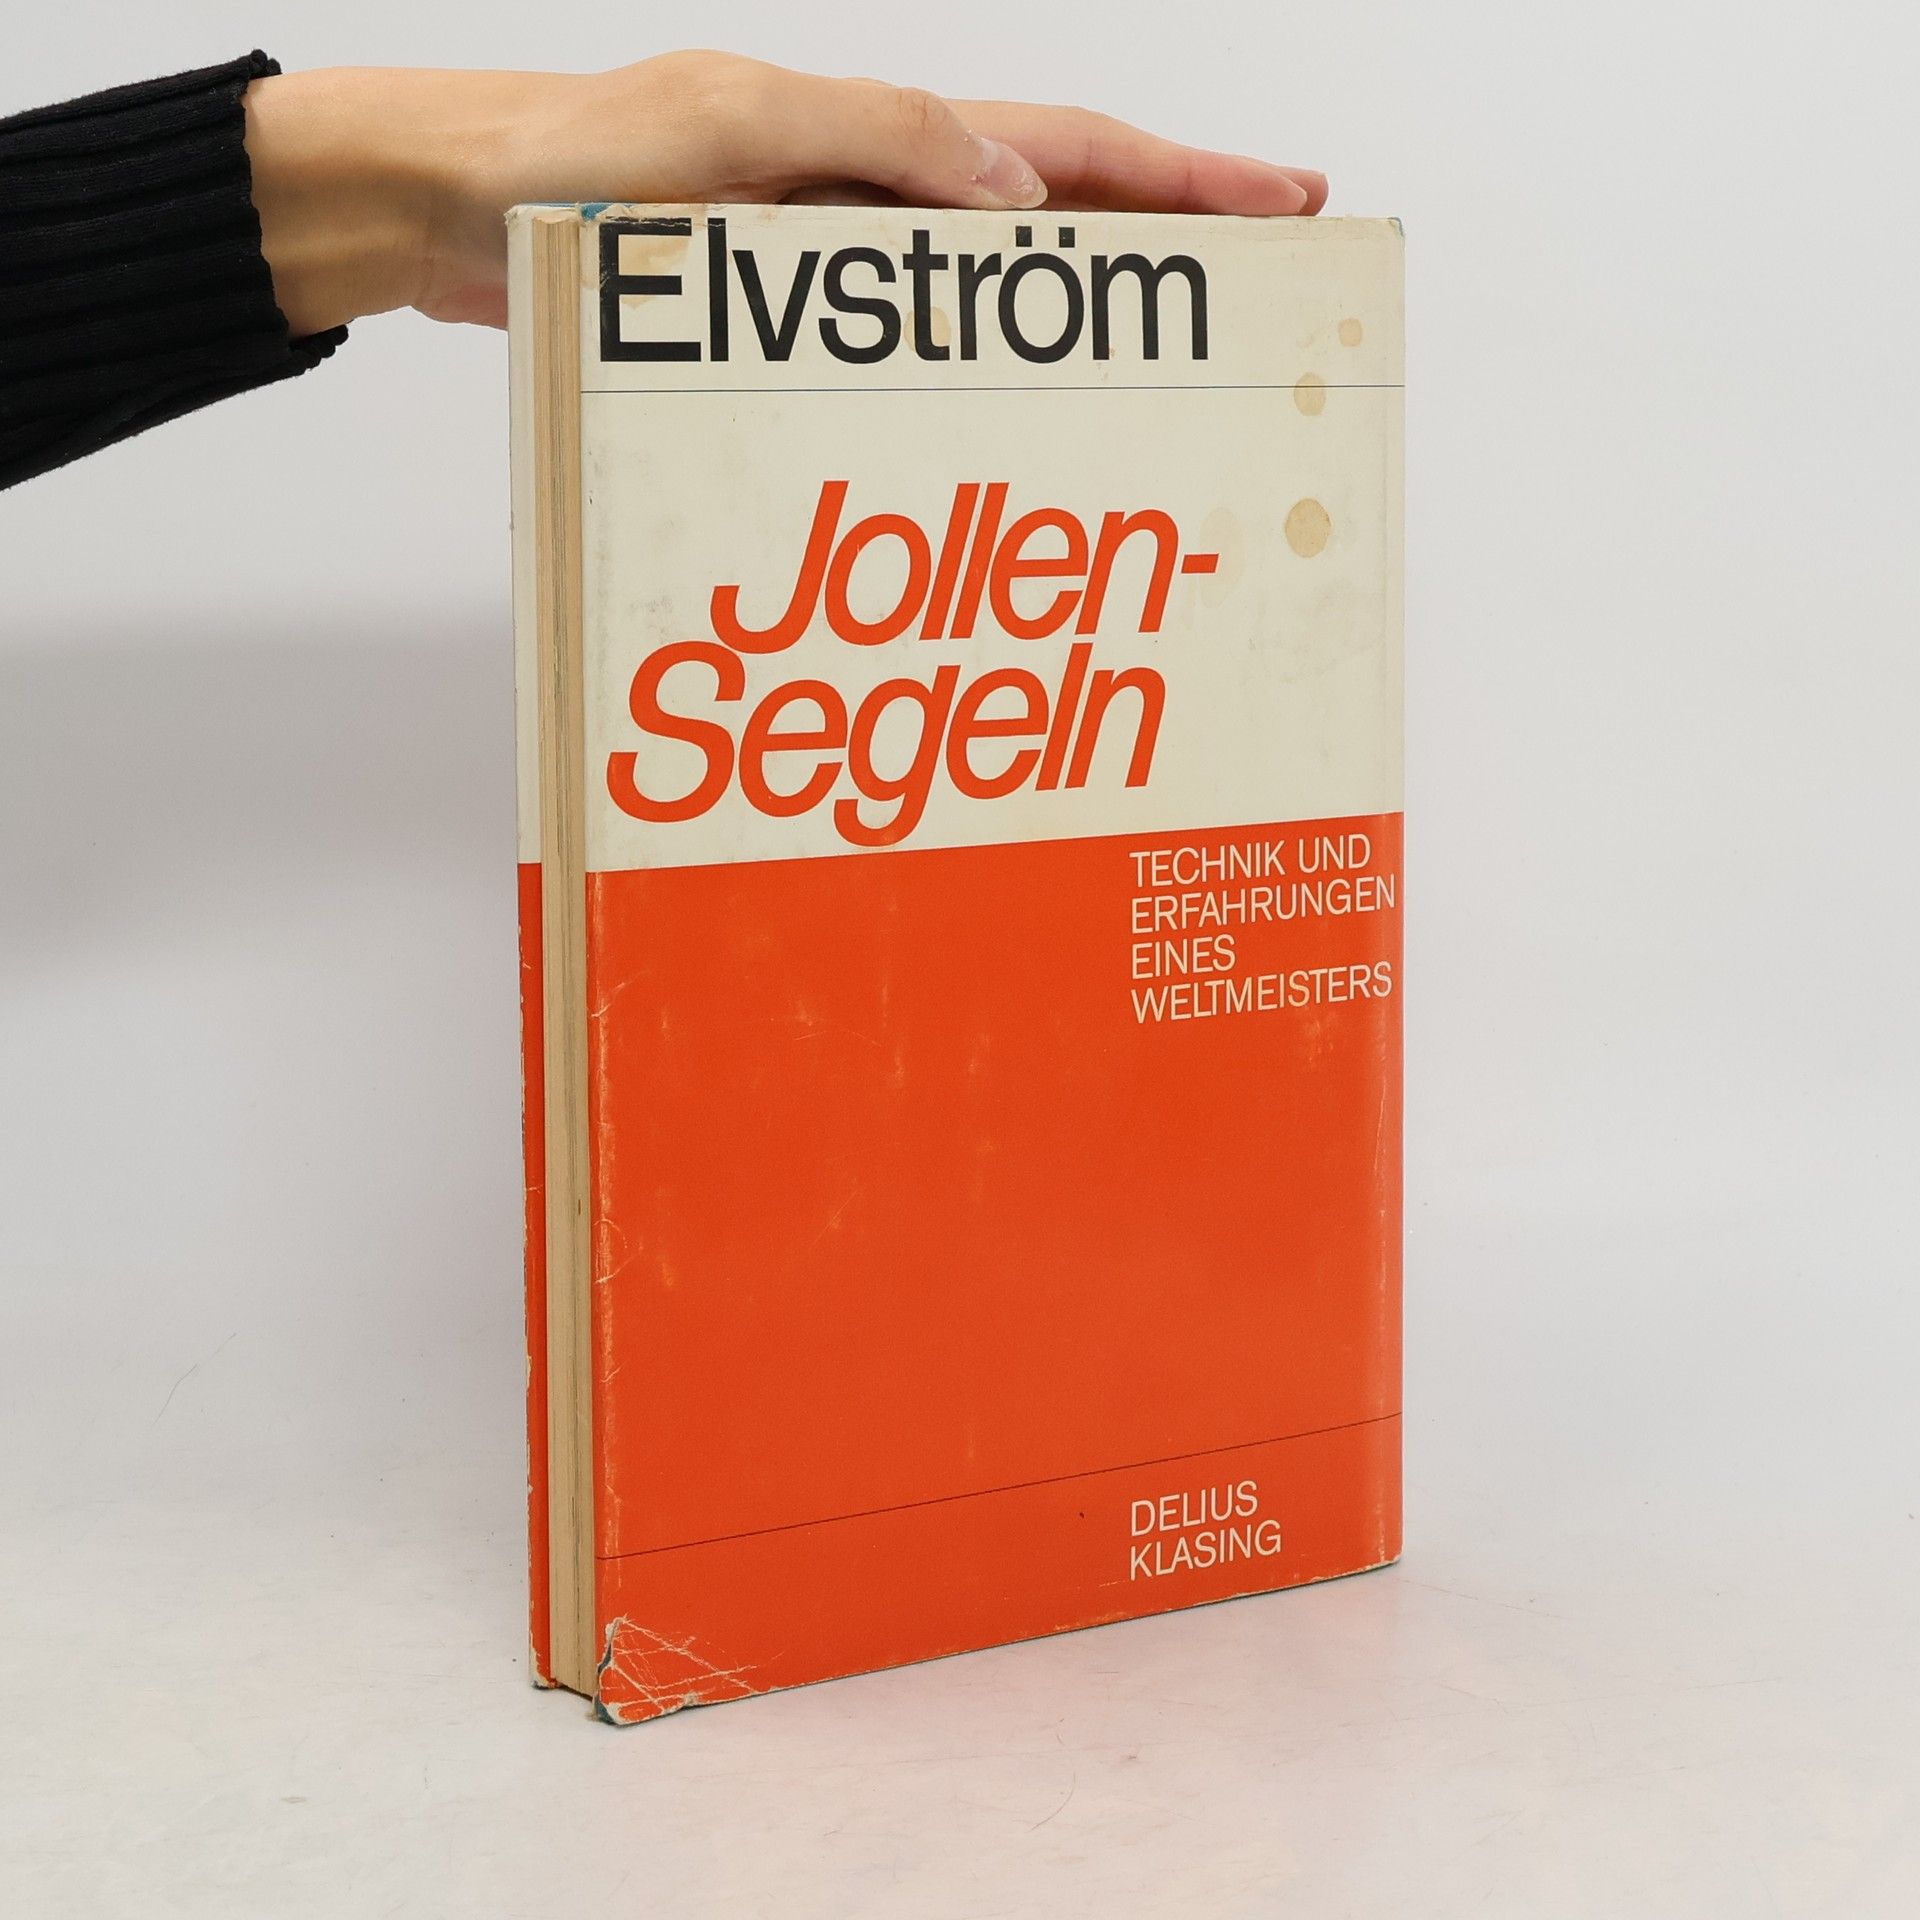 Elvström
Jollen-
Segeln
TECHNIK UND
ERFAHRUNGEN
EINES
WELTMEISTERS
DELIUS
KLASING